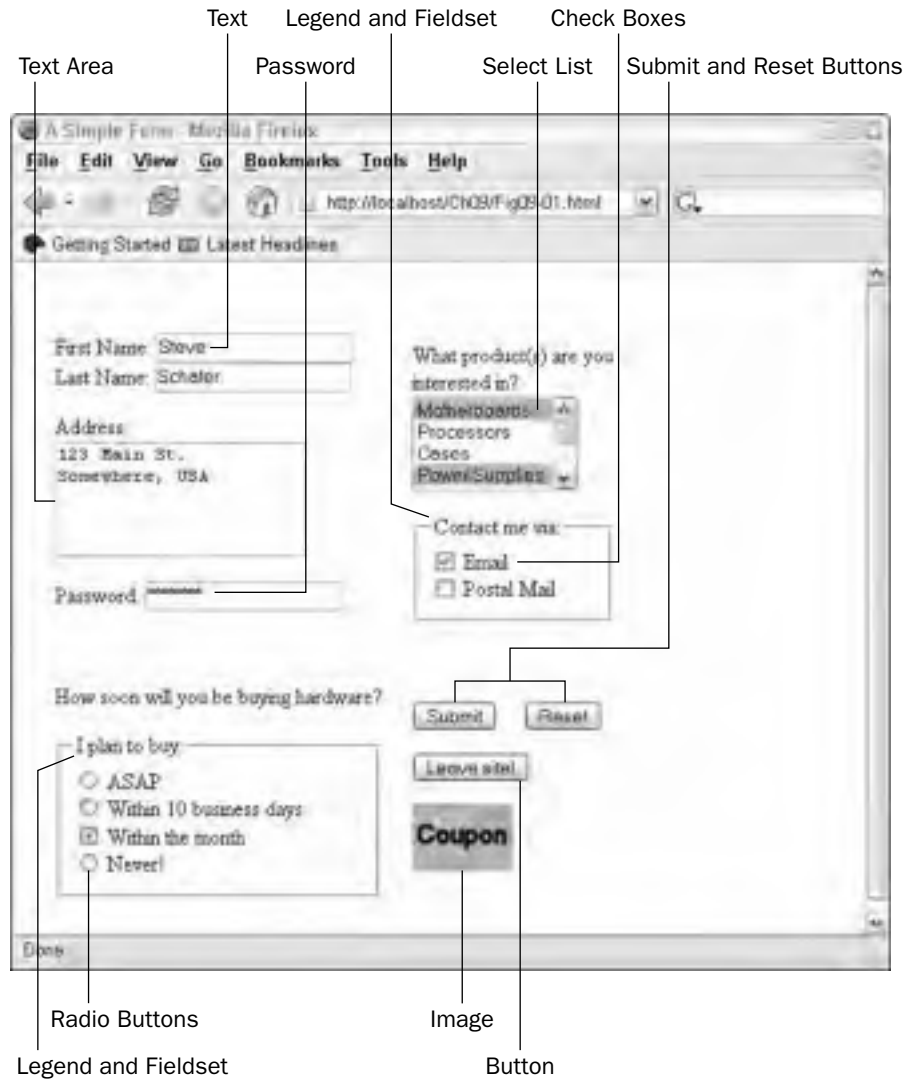 Text Legend and Fieldset Check Boxes
Text Area Password Select List Submit and Reset Buttons
A Simple Form - Mozilla Firefox
File Edit View Go Bookmarks Tools Help
http://localhost/Ch09/Fig09-01.html
G
Getting Started Latest Headlines
First Name: Steve
Last Name: Schafer
Address:
123 Main St.
Somewhere, USA
Password:
What product(s) are you
interested in?
Motherboards
Processors
Cases
Power Supplies
Contact me via:
Email
Postal Mail
How soon will you be buying hardware?
I plan to buy:
ASAP
Within 10 business days
Within the month
Never!
Submit Reset
Leave site!
Coupon
Done
Radio Buttons Image
Legend and Fieldset Button